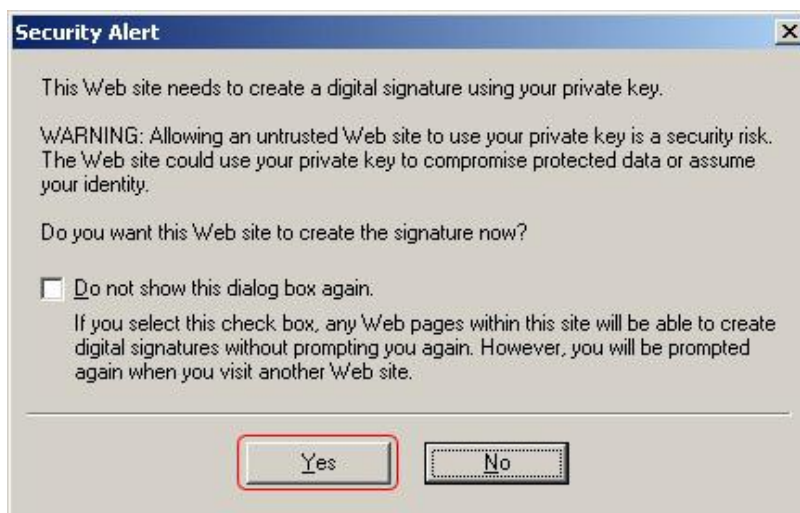 Security Alert
This Web site needs to create a digital signature using your private key.
WARNING: Allowing an untrusted Web site to use your private key is a security risk.
The Web site could use your private key to compromise protected data or assume
your identity.
Do you want this Web site to create the signature now?
Do not show this dialog box again.
If you select this check box, any Web pages within this site will be able to create
digital signatures without prompting you again. However, you will be prompted
again when you visit another Web site.
Yes No